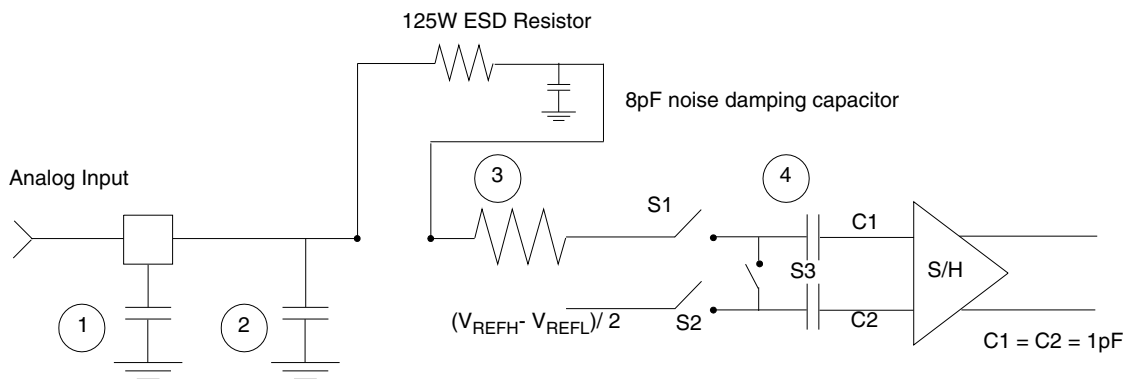 125W ESD Resistor
8pF noise damping capacitor
Analog Input
3
4
S1
C1
S3
S/H
1
2
(VREFH- VREFL)/ 2
S2
C2
C1 = C2 = 1pF